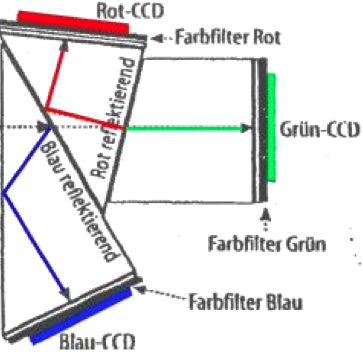 Rot-CCD
Farbfilter Rot
Rot reflektierend
Blau reflektierend
Grün-CCD
Farbfilter Grün
Farbfilter Blau
Blau-CCD